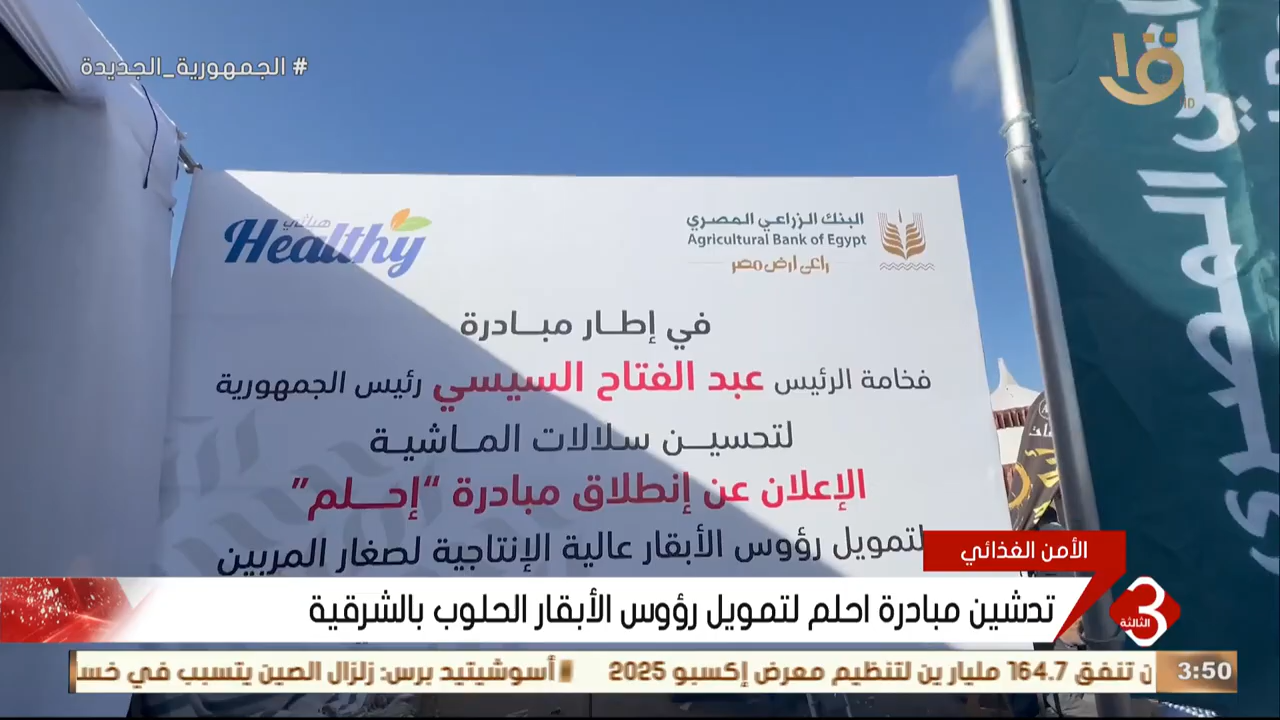 # الجمهورية_الجديدة
هيلثي
Healthy
البنك الزراعي المصري
Agricultural Bank of Egypt
راعي أرض مصر
في إطار مبادرة
فخامة الرئيس عبد الفتاح السيسي رئيس الجمهورية
لتحسين سلالات الماشية
الإعلان عن إنطلاق مبادرة “إحلم”
لتمويل رؤوس الأبقار عالية الإنتاجية لصغار المربين
المصري
الأمن الغذائي
تدشين مبادرة احلم لتمويل رؤوس الأبقار الحلوب بالشرقية
3 الثالثة
تنفق 164.7 مليار ين لتنظيم معرض إكسبو 2025
أسوشيتيد برس: زلزال الصين يتسبب في
3:50